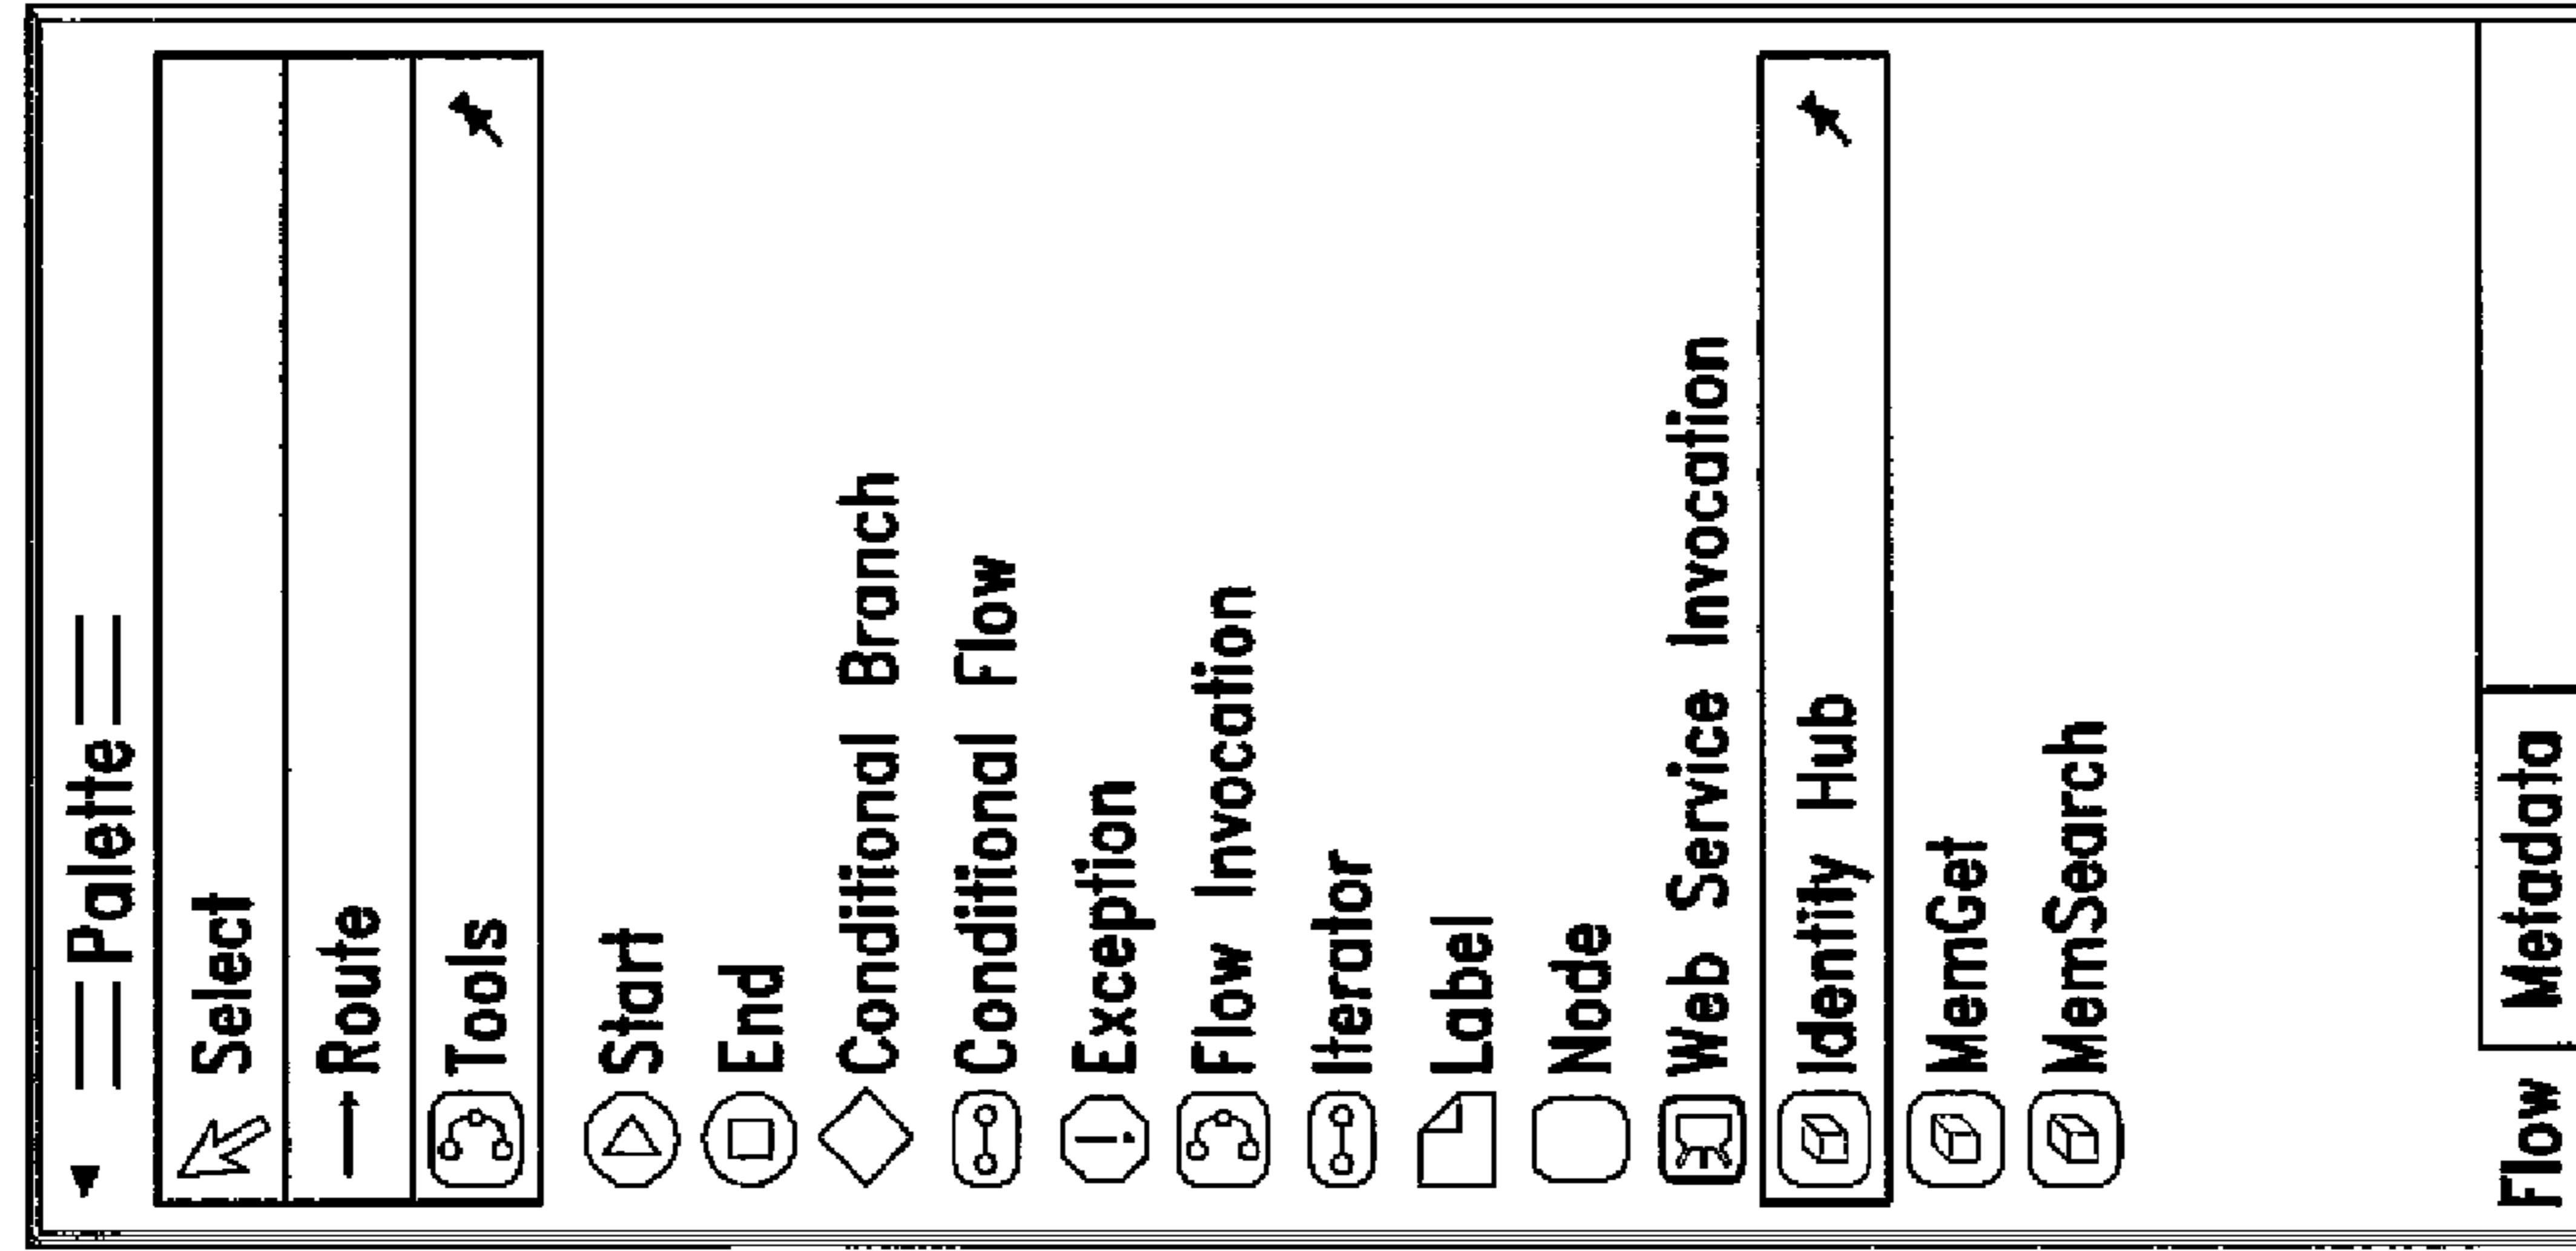 Palette
Select
Route
Tools
Start
End
Conditional Branch
Conditional Flow
Exception
Flow Invocation
Iterator
Label
Node
Web Service Invocation
Identity Hub
MemGet
MemSearch
Flow Metadata